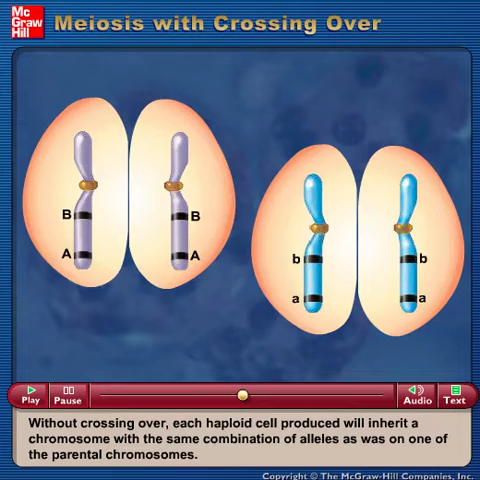 Mc
Graw
Hill
Meiosis with Crossing Over
B
B
A
A
b
b
a
a
Play
Pause
Audio
Text
Without crossing over, each haploid cell produced will inherit a
chromosome with the same combination of alleles as was on one of
the parental chromosomes.
Copyright © The McGraw-Hill Companies, Inc.